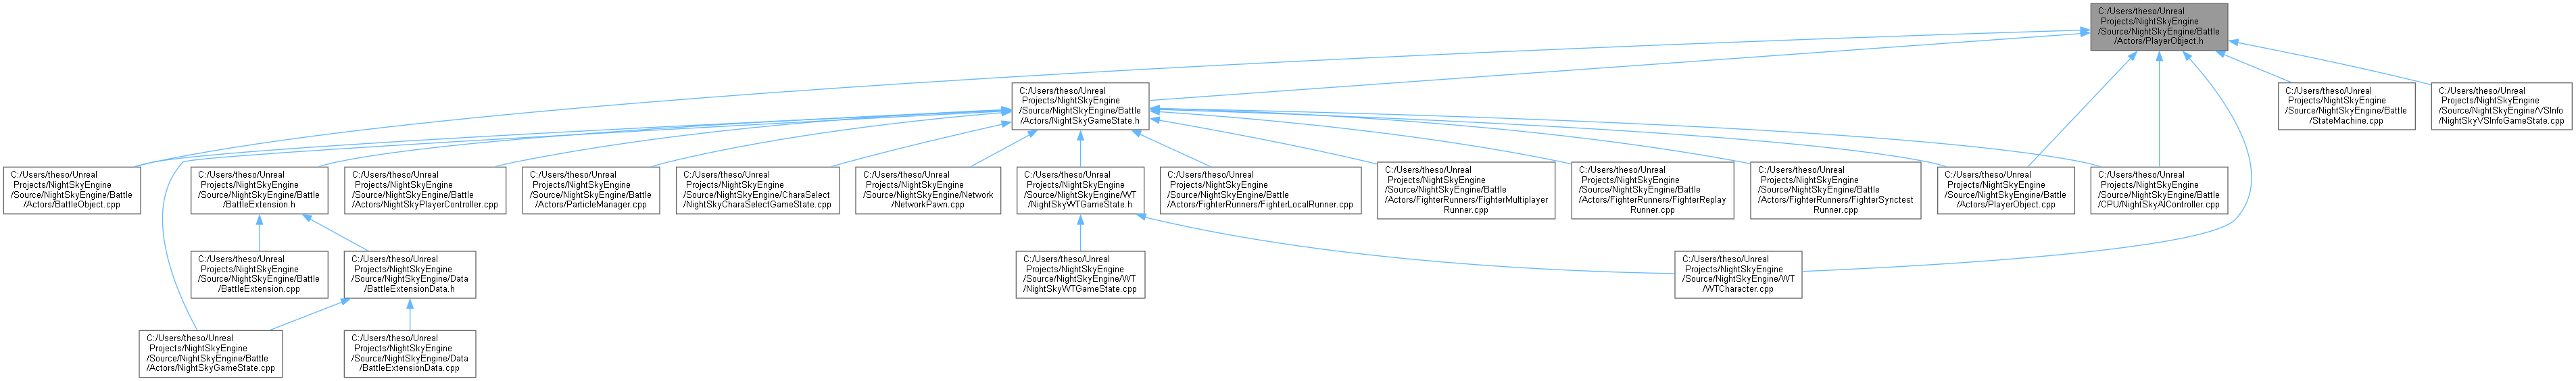 C:/Users/theso/Unreal
Projects/NightSkyEngine
/Source/NightSkyEngine/Battle
/Actors/PlayerObject.h
C:/Users/theso/Unreal
Projects/NightSkyEngine
/Source/NightSkyEngine/Battle
/Actors/NightSkyGameState.h
C:/Users/theso/Unreal
Projects/NightSkyEngine
/Source/NightSkyEngine/Battle
/StateMachine.cpp
C:/Users/theso/Unreal
Projects/NightSkyEngine
/Source/NightSkyEngine/VSInfo
/NightSkyVSInfoGameState.cpp
C:/Users/theso/Unreal
Projects/NightSkyEngine
/Source/NightSkyEngine/Battle
/Actors/BattleObject.cpp
C:/Users/theso/Unreal
Projects/NightSkyEngine
/Source/NightSkyEngine/Battle
/BattleExtension.h
C:/Users/theso/Unreal
Projects/NightSkyEngine
/Source/NightSkyEngine/Battle
/Actors/NightSkyPlayerController.cpp
C:/Users/theso/Unreal
Projects/NightSkyEngine
/Source/NightSkyEngine/Battle
/Actors/ParticleManager.cpp
C:/Users/theso/Unreal
Projects/NightSkyEngine
/Source/NightSkyEngine/CharaSelect
/NightSkyCharaSelectGameState.cpp
C:/Users/theso/Unreal
Projects/NightSkyEngine
/Source/NightSkyEngine/Network
/NetworkPawn.cpp
C:/Users/theso/Unreal
Projects/NightSkyEngine
/Source/NightSkyEngine/WT
/NightSkyWTGameState.h
C:/Users/theso/Unreal
Projects/NightSkyEngine
/Source/NightSkyEngine/Battle
/Actors/FighterRunners/FighterLocalRunner.cpp
C:/Users/theso/Unreal
Projects/NightSkyEngine
/Source/NightSkyEngine/Battle
/Actors/FighterRunners/FighterMultiplayer
Runner.cpp
C:/Users/theso/Unreal
Projects/NightSkyEngine
/Source/NightSkyEngine/Battle
/Actors/FighterRunners/FighterReplay
Runner.cpp
C:/Users/theso/Unreal
Projects/NightSkyEngine
/Source/NightSkyEngine/Battle
/Actors/FighterRunners/FighterSynctest
Runner.cpp
C:/Users/theso/Unreal
Projects/NightSkyEngine
/Source/NightSkyEngine/Battle
/Actors/PlayerObject.cpp
C:/Users/theso/Unreal
Projects/NightSkyEngine
/Source/NightSkyEngine/Battle
/CPU/NightSkyAIController.cpp
C:/Users/theso/Unreal
Projects/NightSkyEngine
/Source/NightSkyEngine/Battle
/BattleExtension.cpp
C:/Users/theso/Unreal
Projects/NightSkyEngine
/Source/NightSkyEngine/Data
/BattleExtensionData.h
C:/Users/theso/Unreal
Projects/NightSkyEngine
/Source/NightSkyEngine/WT
/NightSkyWTGameState.cpp
C:/Users/theso/Unreal
Projects/NightSkyEngine
/Source/NightSkyEngine/WT
/WTCharacter.cpp
C:/Users/theso/Unreal
Projects/NightSkyEngine
/Source/NightSkyEngine/Battle
/Actors/NightSkyGameState.cpp
C:/Users/theso/Unreal
Projects/NightSkyEngine
/Source/NightSkyEngine/Data
/BattleExtensionData.cpp